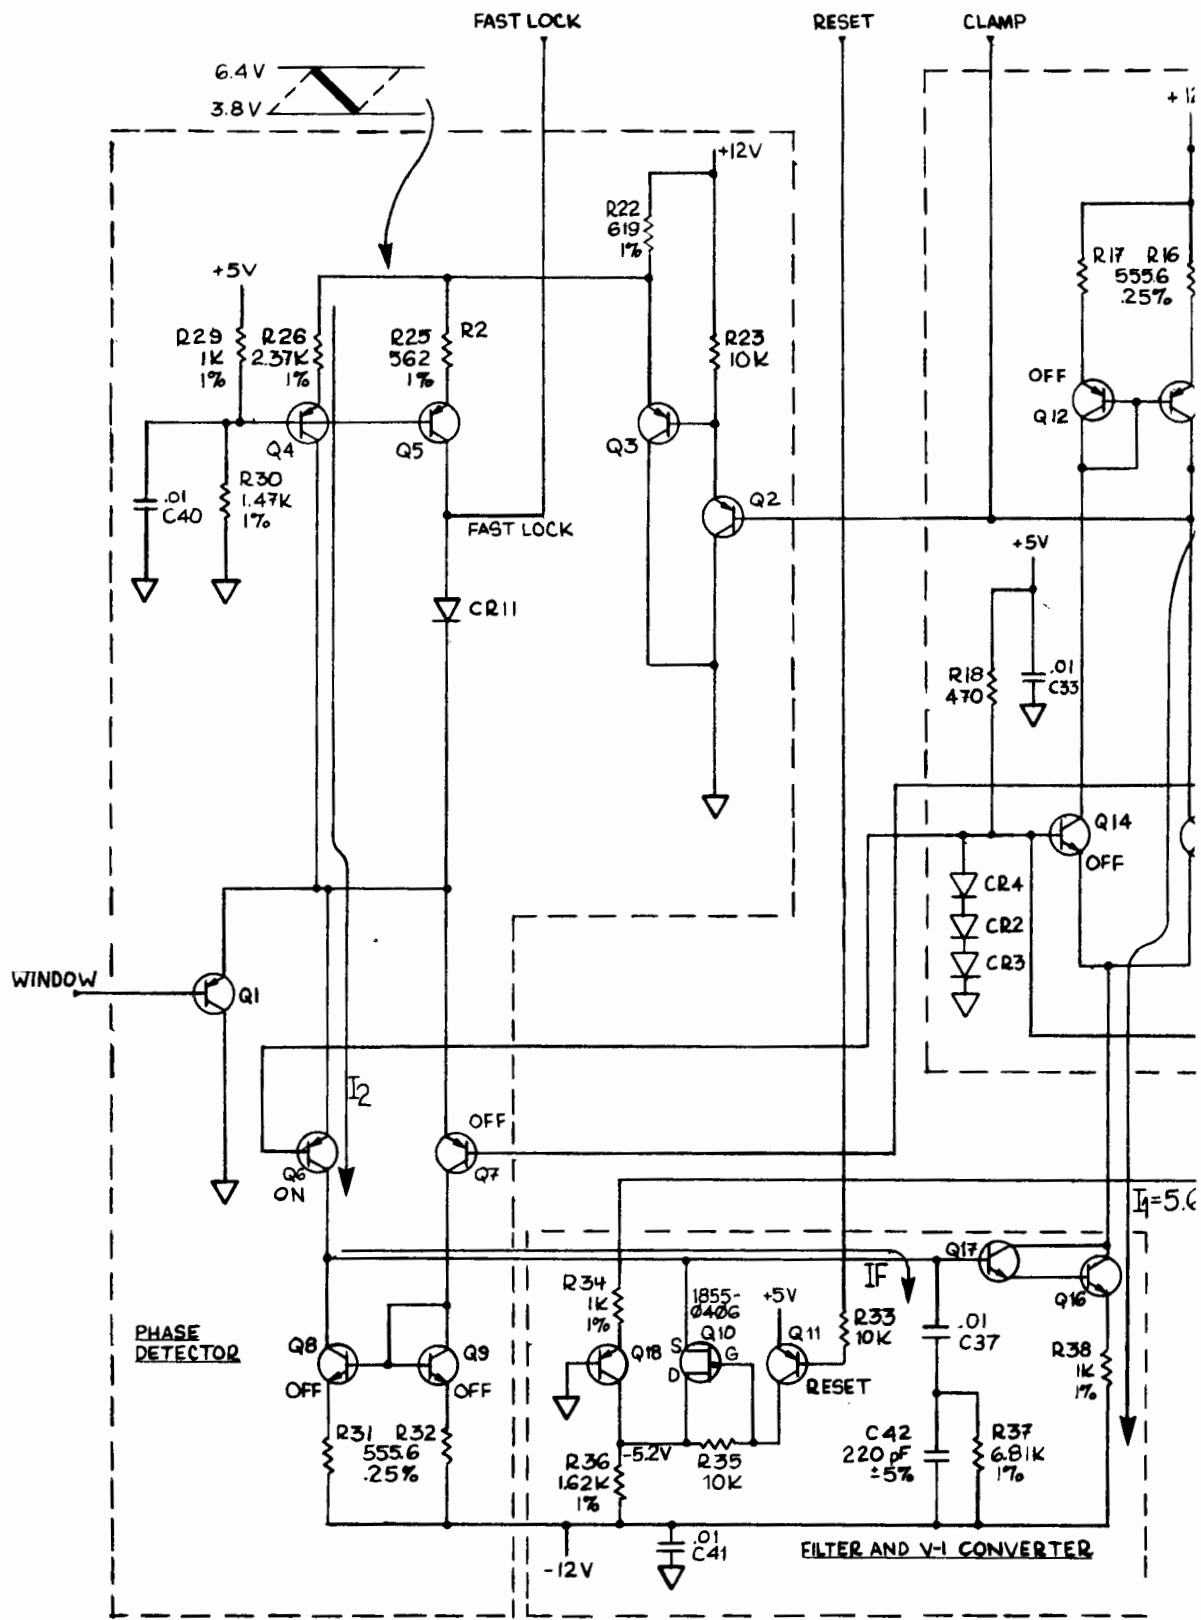 FAST LOCK
RESET
CLAMP
6.4V
3.8V
+12V
+12
R22
619
1%
+5V
R17
R16
555.6
.25%
R29
1K
1%
R26
2.37K
1%
R25
562
1%
R2
R23
10K
OFF
Q12
Q4
Q5
Q3
R30
1.47K
1%
.01
C40
Q2
FAST LOCK
+5V
CR11
R18
470
.01
C33
Q14
OFF
CR4
CR2
CR3
WINDOW
Q1
I2
OFF
Q6
ON
Q7
I1=5.6
Q17
IF
R34
1K
1%
1855-
0406
+5V
R33
10K
Q16
.01
C37
PHASE
DETECTOR
Q8
Q9
Q18
S
Q10
G
D
Q11
RESET
R38
1K
1%
OFF
OFF
R31
R32
555.6
.25%
-5.2V
R36
1.62K
1%
R35
10K
C42
220 pF
±5%
R37
6.81K
1%
-12V
.01
C41
FILTER AND V-I CONVERTER